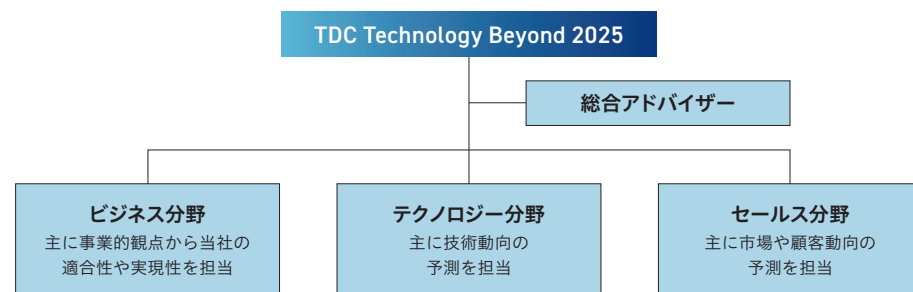 TDC Technology Beyond 2025
総合アドバイザー
ビジネス分野
主に事業的観点から当社の
適合性や実現性を担当
テクノロジー分野
主に技術動向の
予測を担当
セールス分野
主に市場や顧客動向の
予測を担当